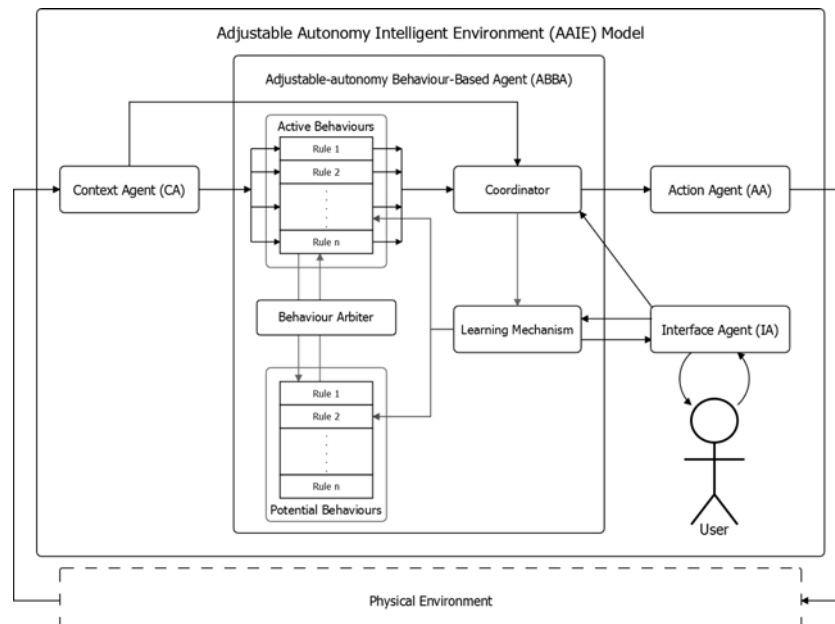 Adjustable Autonomy Intelligent Environment (AAIE) Model
Adjustable-autonomy Behaviour-Based Agent (ABBA)
Active Behaviours
Rule 1
Rule 2
Rule n
Context Agent (CA)
Coordinator
Action Agent (AA)
Behaviour Arbiter
Learning Mechanism
Interface Agent (IA)
Rule 1
Rule 2
Rule n
Potential Behaviours
User
Physical Environment